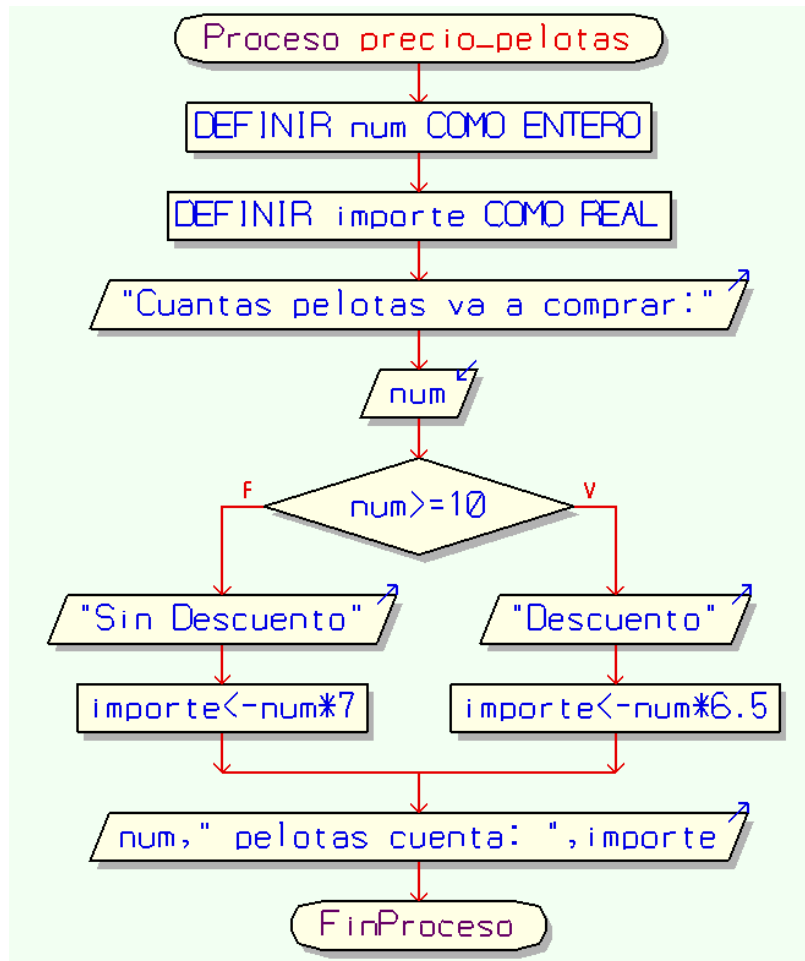 Proceso precio_pelotas
DEFINIR num COMO ENTERO
DEFINIR importe COMO REAL
"Cuantas pelotas va a comprar:"
num
num>=10
F
V
"Sin Descuento"
"Descuento"
importe<-num*7
importe<-num*6.5
num," pelotas cuenta: ",importe
FinProceso